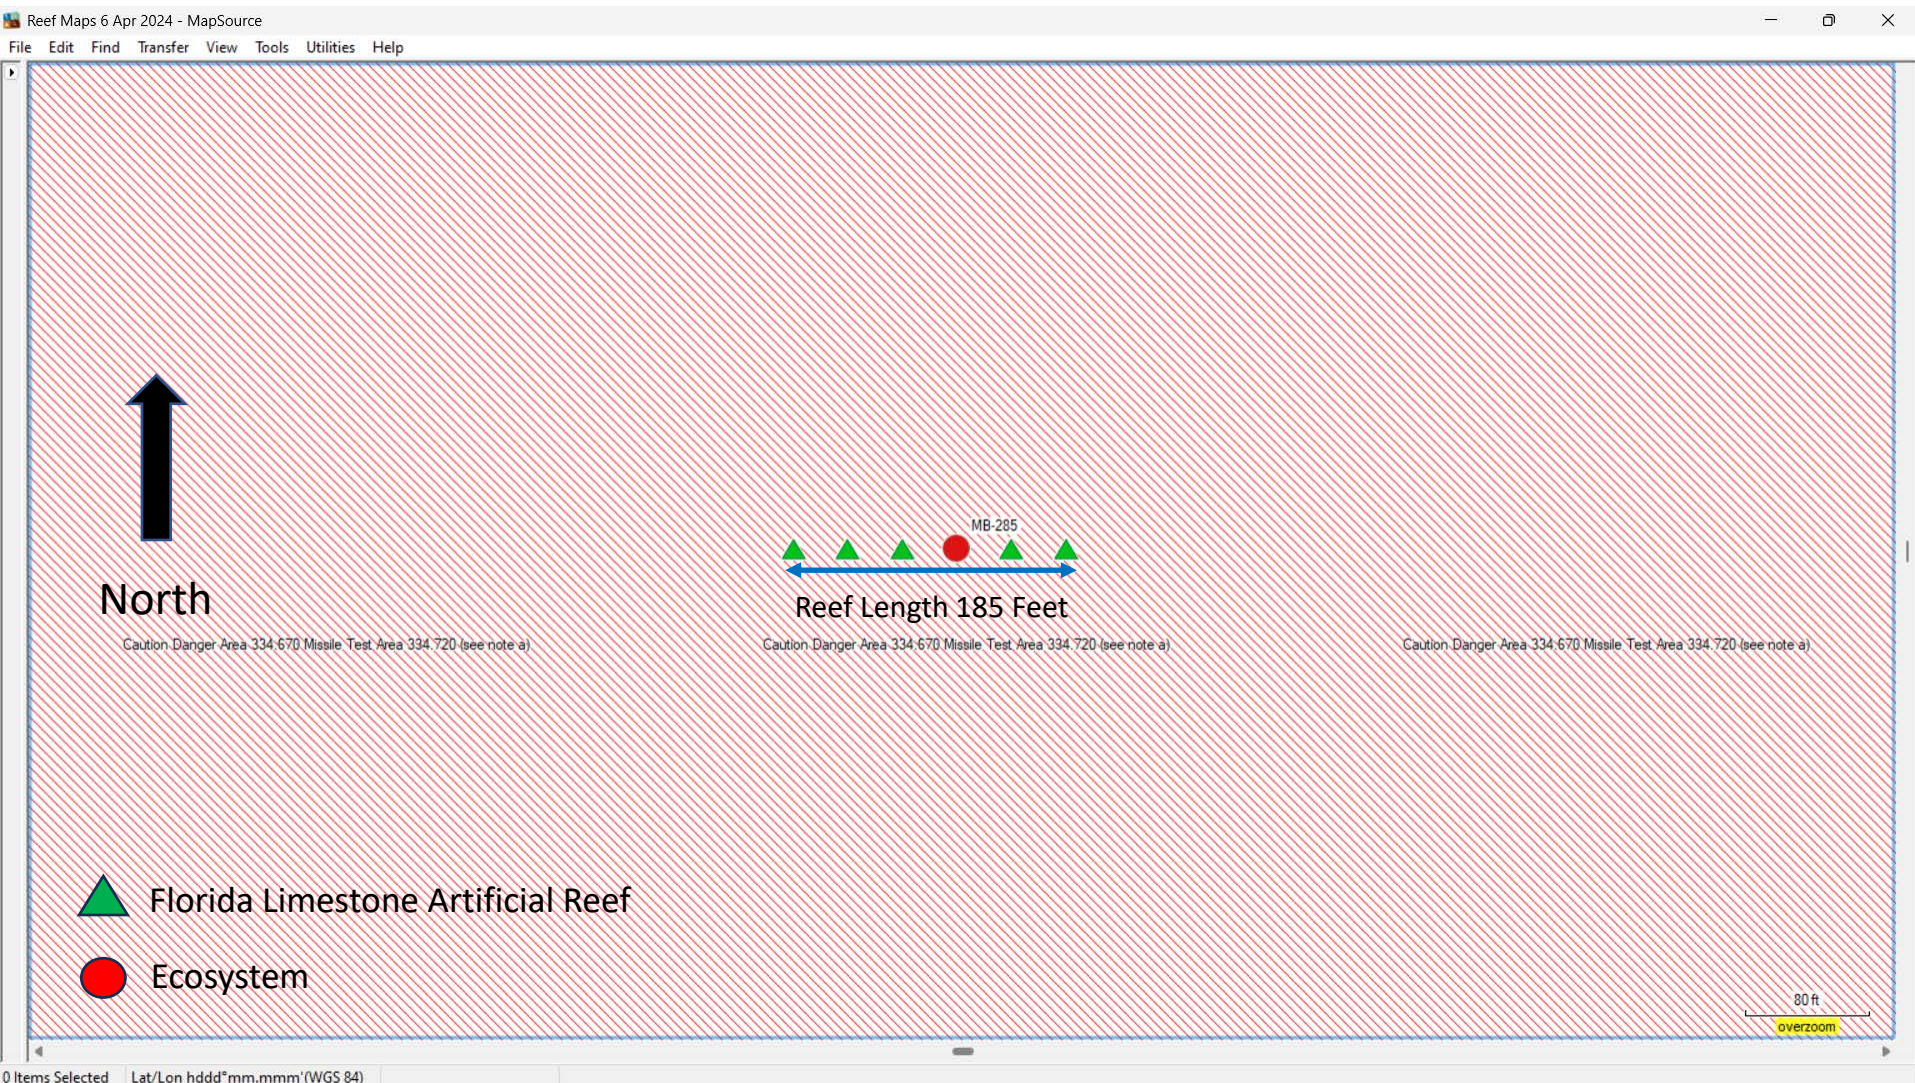 Reef Maps 6 Apr 2024 - MapSource
File Edit Find Transfer View Tools Utilities Help
MB-285
Reef Length 185 Feet
North
Caution Danger Area 334.670 Missile Test Area 334.720 (see note a)
Caution Danger Area 334.670 Missile Test Area 334.720 (see note a)
Caution Danger Area 334.670 Missile Test Area 334.720 (see note a)
Florida Limestone Artificial Reef
Ecosystem
80 ft
overzoom
0 Items Selected
Lat/Lon hddd°mm.mmm'(WGS 84)